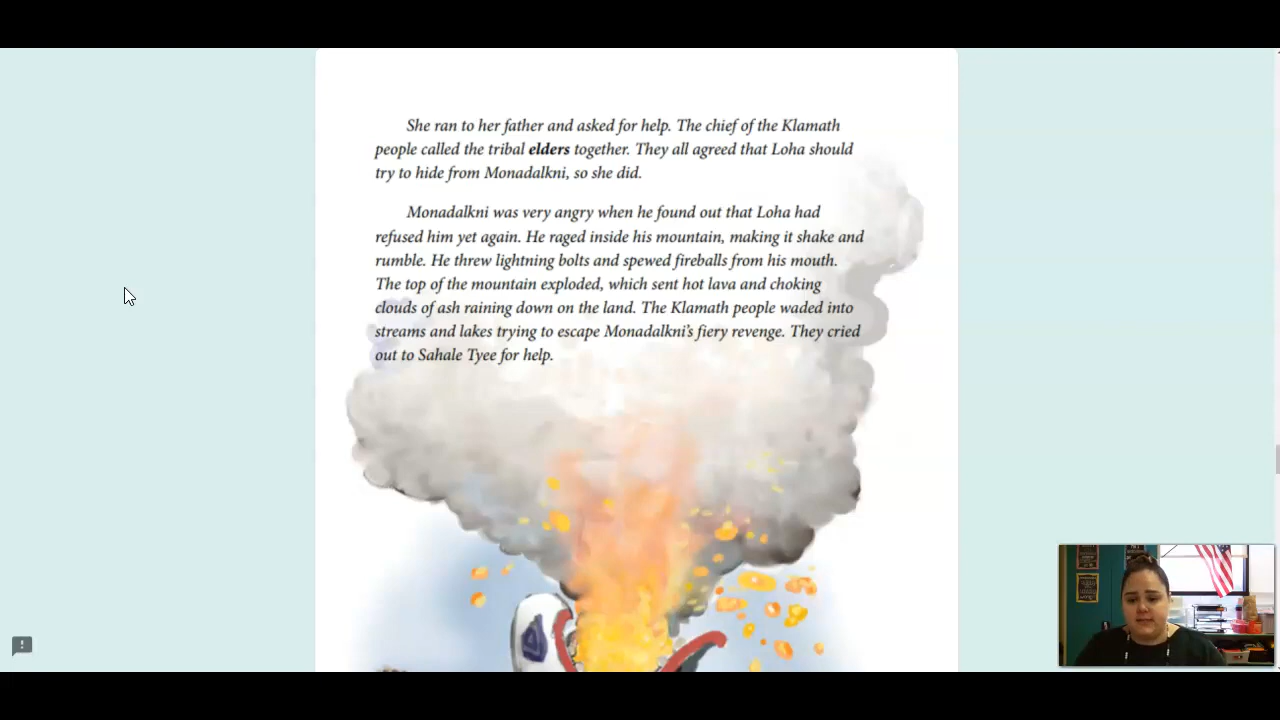 She ran to her father and asked for help. The chief of the Klamath
people called the tribal elders together. They all agreed that Loha should
try to hide from Monadalkni, so she did.
Monadalkni was very angry when he found out that Loha had
refused him yet again. He raged inside his mountain, making it shake and
rumble. He threw lightning bolts and spewed fireballs from his mouth.
The top of the mountain exploded, which sent hot lava and choking
clouds of ash raining down on the land. The Klamath people waded into
streams and lakes trying to escape Monadalkni’s fiery revenge. They cried
out to Sahale Tyee for help.